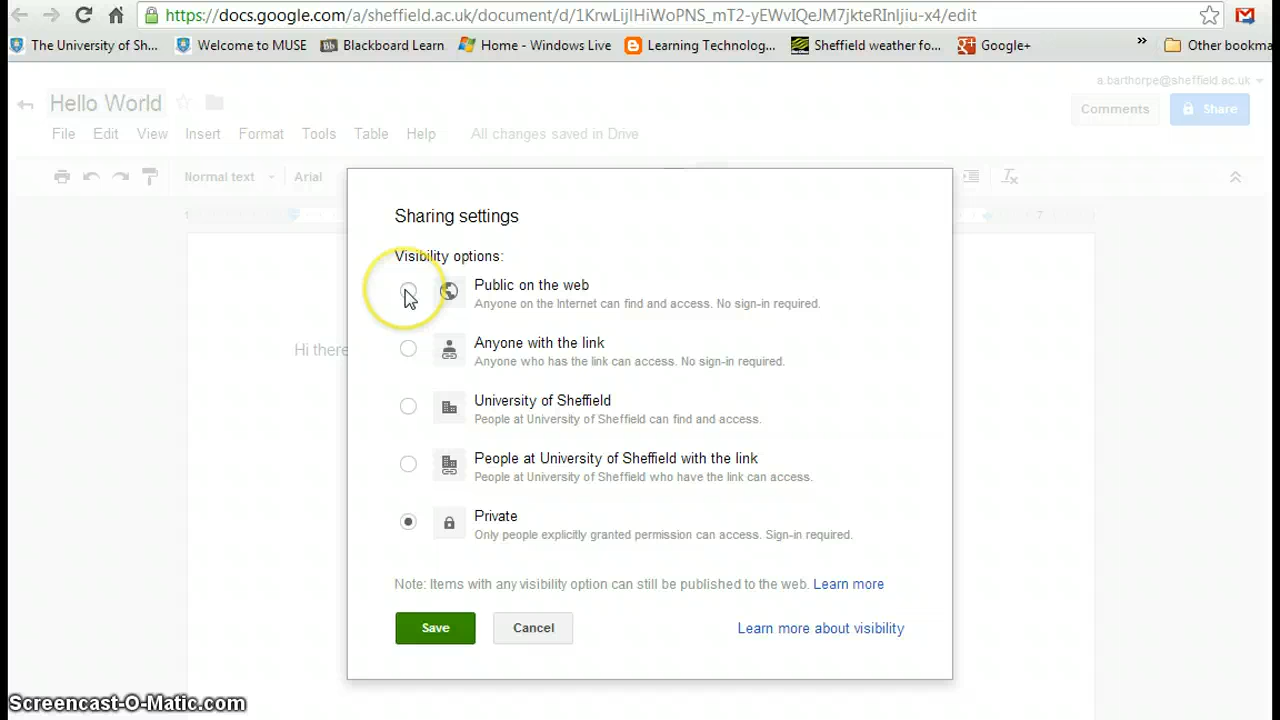 https://docs.google.com/a/sheffield.ac.uk/document/d/1KrwLijlHiWoPNS_mT2-yEWvIQeJM7jkteRInIjiu-x4/edit
The University of Sh... Welcome to MUSE Blackboard Learn Home - Windows Live Learning Technolog... Sheffield weather fo... Google+ » Other bookma
a.barthorpe@sheffield.ac.uk
Hello World
Comments Share
File Edit View Insert Format Tools Table Help All changes saved in Drive
Normal text Arial
1 7
Sharing settings
Visibility options:
Public on the web
Anyone on the Internet can find and access. No sign-in required.
Hi there
Anyone with the link
Anyone who has the link can access. No sign-in required.
University of Sheffield
People at University of Sheffield can find and access.
People at University of Sheffield with the link
People at University of Sheffield who have the link can access.
Private
Only people explicitly granted permission can access. Sign-in required.
Note: Items with any visibility option can still be published to the web. Learn more
Save Cancel Learn more about visibility
Screencast-O-Matic.com